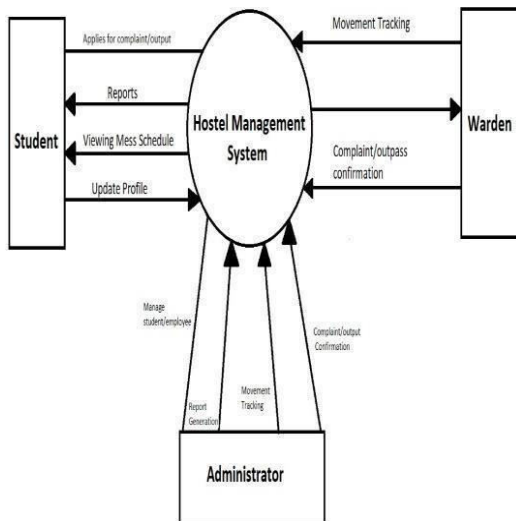 Applies for complaint/output
Movement Tracking
Reports
Hostel Management
System
Student
Viewing Mess Schedule
Warden
Complaint/outpass
confirmation
Update Profile
Manage
student/employee
Complaint/output
Confirmation
Report
Generation
Movement
Tracking
Administrator